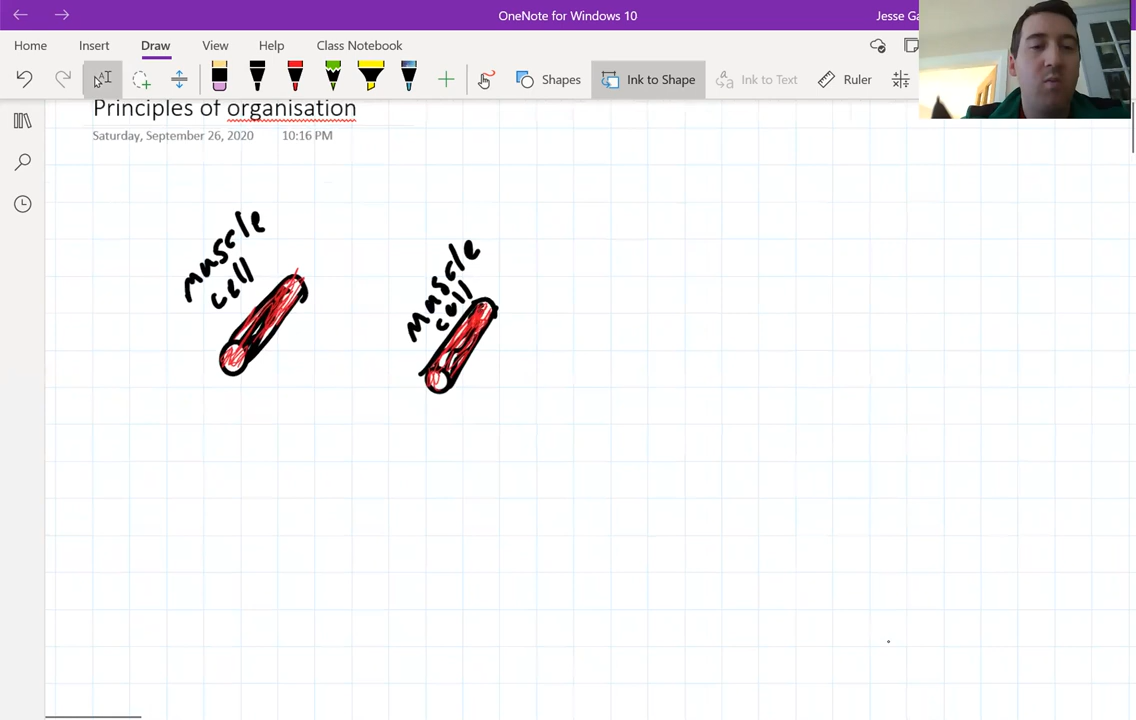 OneNote for Windows 10
Jesse Ga
Home Insert Draw View Help Class Notebook
Shapes Ink to Shape Ink to Text Ruler
Principles of organisation
Saturday, September 26, 2020 10:16 PM
muscle
cell
muscle
cell